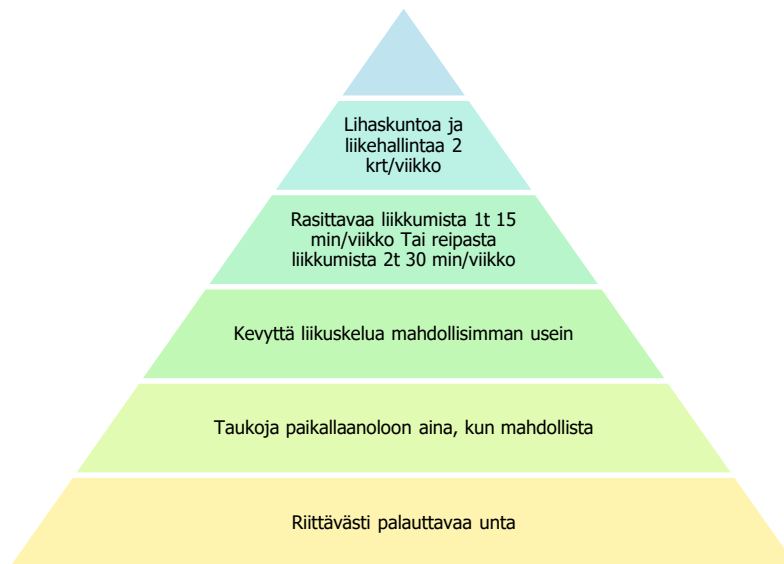 Lihaskuntoa ja
liikehallintaa 2
krt/viikko
Rasittavaa liikkumista 1t 15
min/viikko Tai reipasta
liikkumista 2t 30 min/viikko
Kevyttä liikuskelua mahdollisimman usein
Taukoja paikallaanoloon aina, kun mahdollista
Riittävästi palauttavaa unta